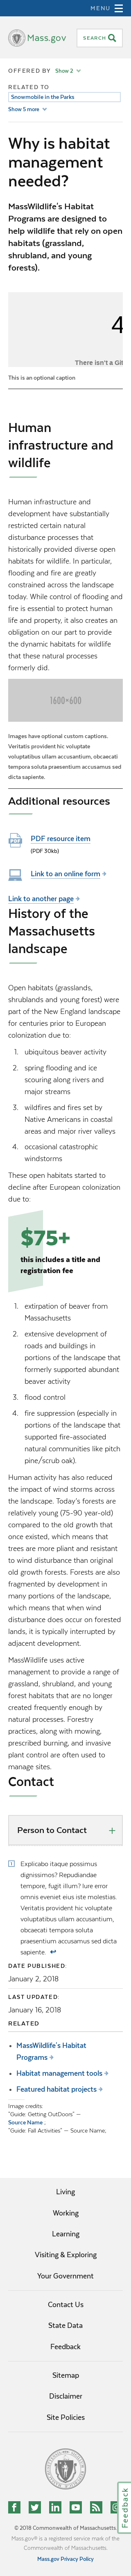 MENU
Mass.gov
SEARCH
OFFERED BY Show 2
RELATED TO
Snowmobile in the Parks
Show 5 more
Why is habitat
management
needed?
MassWildlife's Habitat
Programs are designed to
help wildlife that rely on open
habitats (grassland,
shrubland, and young
forests).
4
There isn't a Gif
This is an optional caption
Human
infrastructure and
wildlife
Human infrastructure and
development have substantially
restricted certain natural
disturbance processes that
historically provided diverse open
habitats for wildlife. In particular,
flooding and fire are greatly
constrained across the landscape
today. While control of flooding and
fire is essential to protect human
life and property, it also creates an
obligation on our part to provide
the dynamic habitat conditions for
wildlife that these natural processes
formerly did.
1600×600
Images have optional custom captions.
Veritatis provident hic voluptate
voluptatibus ullam accusantium, obcaecati
tempora soluta praesentium accusamus sed
dicta sapiente.
Additional resources
PDF resource item
(PDF 30kb)
Link to an online form
Link to another page
History of the
Massachusetts
landscape
Open habitats (grasslands,
shrublands and young forest) were
part of the New England landscape
for centuries prior to European
colonization due to:
1. ubiquitous beaver activity
2. spring flooding and ice
scouring along rivers and
major streams
3. wildfires and fires set by
Native Americans in coastal
areas and major river valleys
4. occasional catastrophic
windstorms
These open habitats started to
decline after European colonization
due to:
$75+
this includes a title and
registration fee
1. extirpation of beaver from
Massachusetts
2. extensive development of
roads and buildings in
portions of the landscape that
formerly supported abundant
beaver activity
3. flood control
4. fire suppression (especially in
portions of the landscape that
supported fire-associated
natural communities like pitch
pine/scrub oak).
Human activity has also reduced
the impact of wind disturbances
across the landscape. Today's forests are
relatively young (75–90 year-old)
compared to the old growth that
once existed, which means that
trees are more firm and pliant than
original old growth forests. Forests are also
less extensive than they once were,
which means that when wind
disturbance does occur on forested
uplands, it is typically interrupted by
adjacent development.
MassWildlife uses active
management to provide a range of
grassland, shrubland, and young
forest habitats that are no longer
created frequently enough by
natural processes. Forestry
practices, along with mowing,
prescribed burning, and invasive
plant control are often used to
manage sites.
Contact
Person to Contact
Explicabo itaque possimus
dignissimos? Repudiandae
tempore, fugit illum? Iure error
omnis eveniet eius iste molestias.
Veritatis provident hic voluptate
voluptatibus ullam accusantium,
obcaecati tempora soluta
praesentium accusamus sed dicta
sapiente.
DATE PUBLISHED:
January 2, 2018
LAST UPDATED:
January 16, 2018
RELATED
MassWildlife's Habitat
Programs
Habitat management tools
Featured habitat projects
Image credits:
"Guide: Getting OutDoors" —
Source Name ,
"Guide: Fall Activities" — Source Name;
Living
Working
Learning
Visiting & Exploring
Your Government
Contact Us
State Data
Feedback
Sitemap
Disclaimer
Site Policies
Feedback
© 2018 Commonwealth of Massachusetts.
Mass.gov® is a registered service mark of the
Commonwealth of Massachusetts.
Mass.gov Privacy Policy